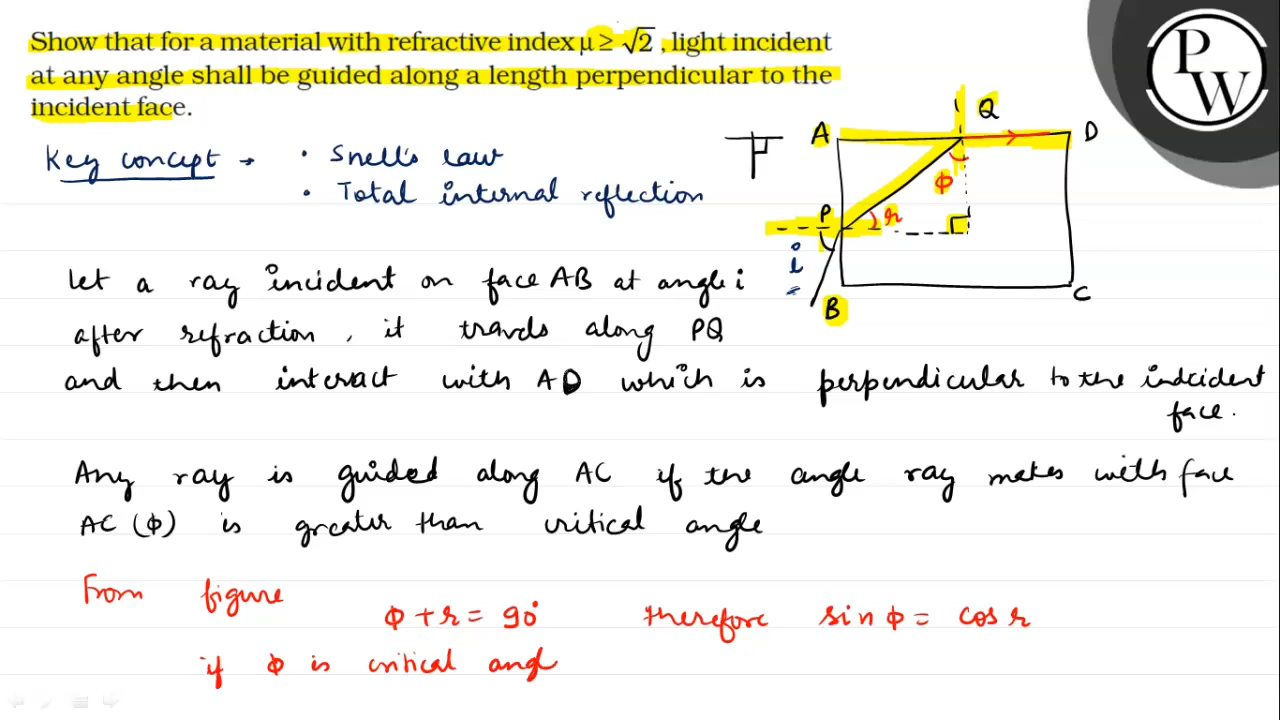 Show that for a material with refractive index μ ≥ √2 , light incident
at any angle shall be guided along a length perpendicular to the
incident face.
PW
Key concept → • Snell's law
• Total internal reflection
A
Q
D
P
r
ϕ
i
B
C
Let a ray incident on face AB at angle i
after refraction , it travels along PQ
and then interact with AD which is perpendicular to the indcident
face.
Any ray is guided along AC if the angle ray makes with face
AC (ϕ) is greater than critical angle
From figure
ϕ + r = 90° therefore sin ϕ = cos r
if ϕ is critical angle